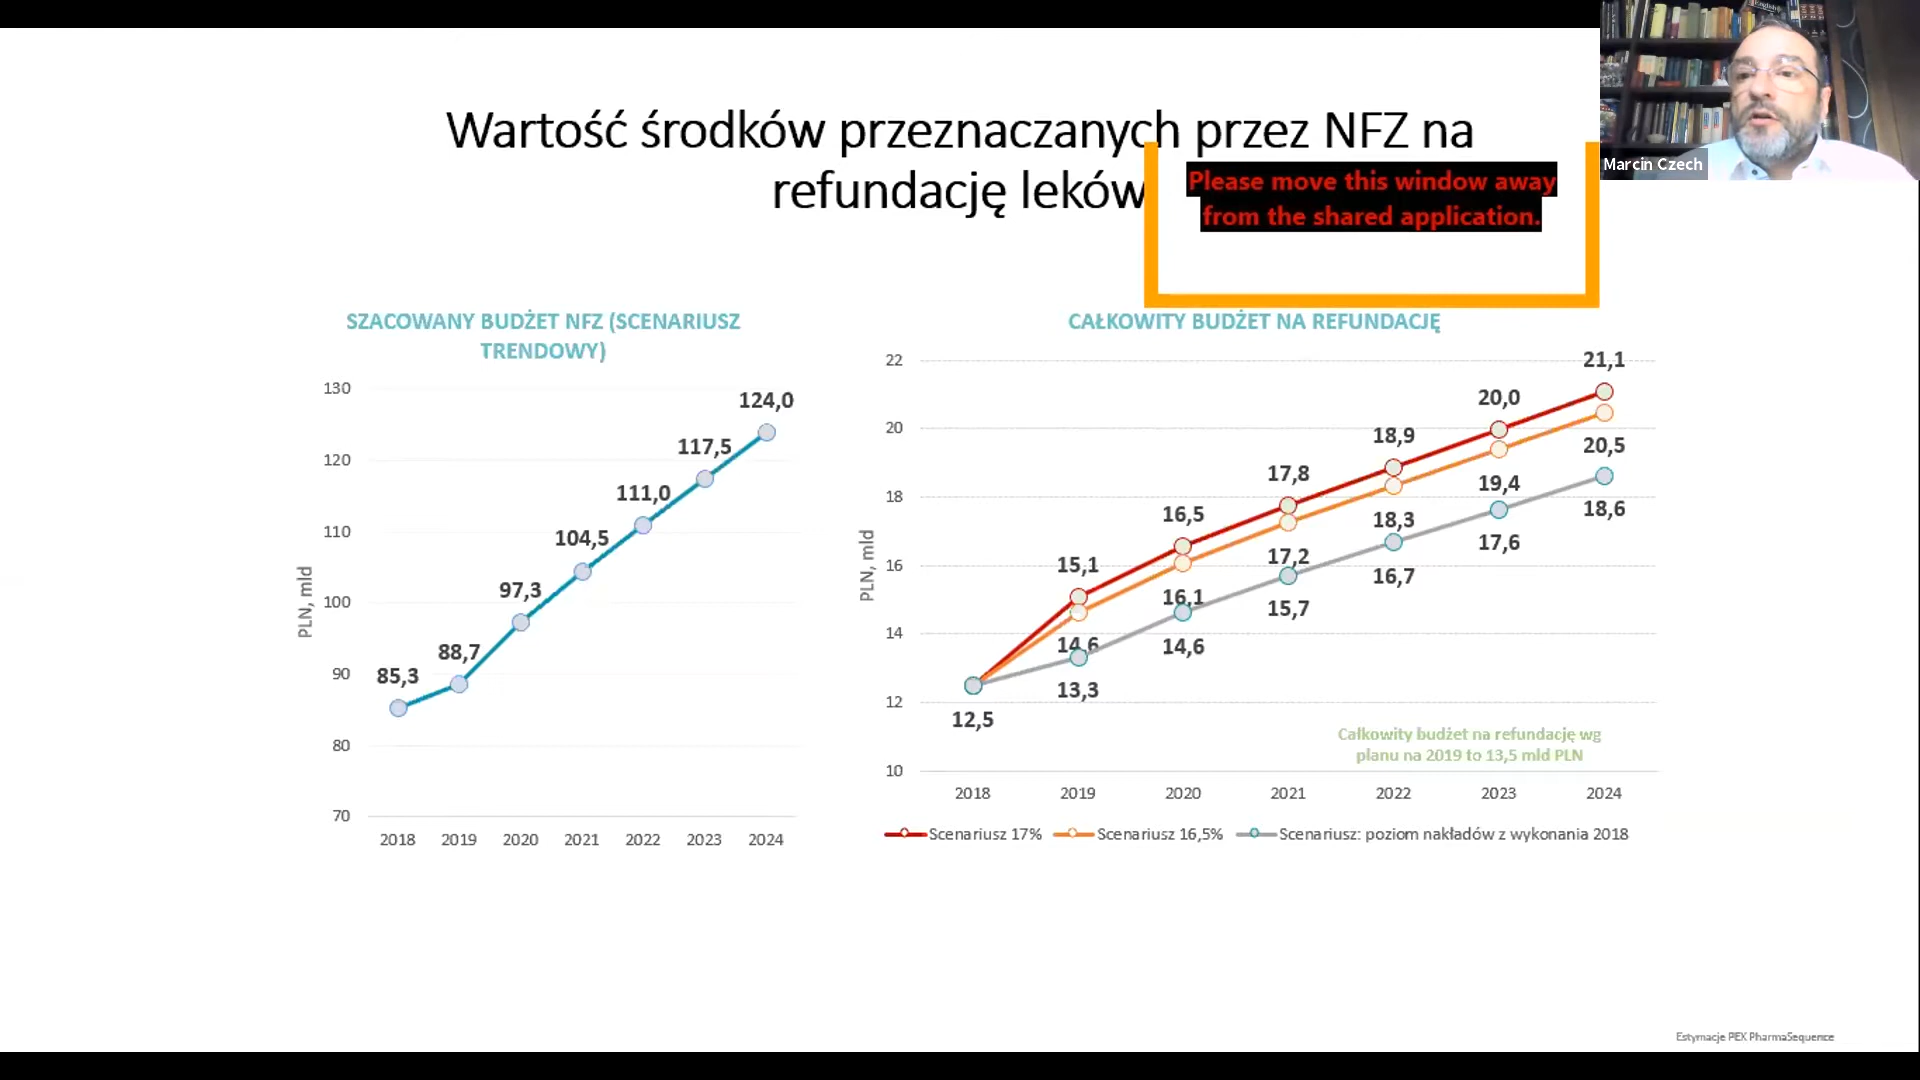 Wartość środków przeznaczanych przez NFZ na
refundację leków
Please move this window away
from the shared application.
Marcin Czech
SZACOWANY BUDŻET NFZ (SCENARIUSZ
TRENDOWY)
PLN, mld
130
120
110
100
90
80
70
85,3
88,7
97,3
104,5
111,0
117,5
124,0
2018 2019 2020 2021 2022 2023 2024
CAŁKOWITY BUDŻET NA REFUNDACJĘ
PLN, mld
22
20
18
16
14
12
10
12,5
15,1
16,5
17,8
18,9
20,0
21,1
14,6
16,1
17,2
18,3
19,4
20,5
13,3
14,6
15,7
16,7
17,6
18,6
Całkowity budżet na refundację wg
planu na 2019 to 13,5 mld PLN
2018 2019 2020 2021 2022 2023 2024
Scenariusz 17% Scenariusz 16,5% Scenariusz: poziom nakładów z wykonania 2018
Estymacje PEX PharmaSequence